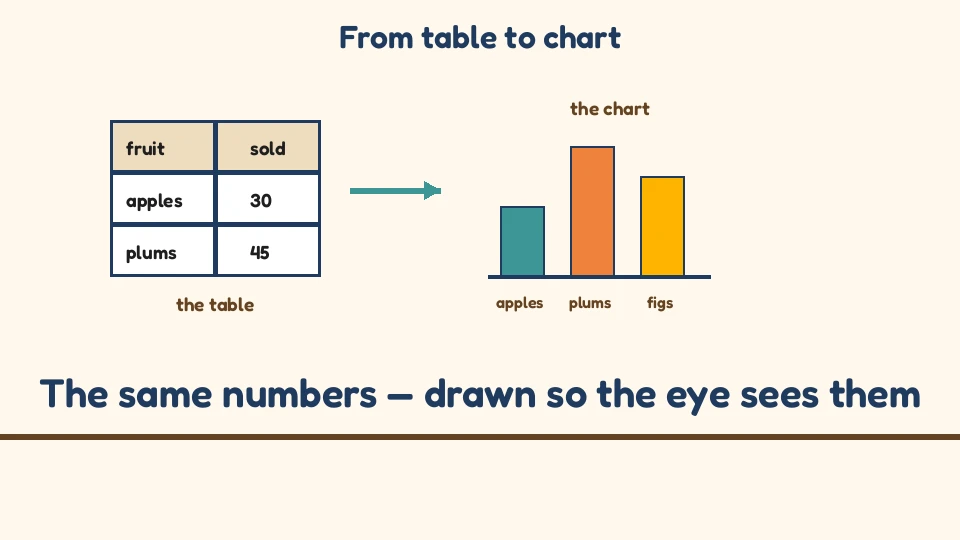 From table to chart
fruit sold
apples 30
plums 45
the table
the chart
apples plums figs
The same numbers — drawn so the eye sees them